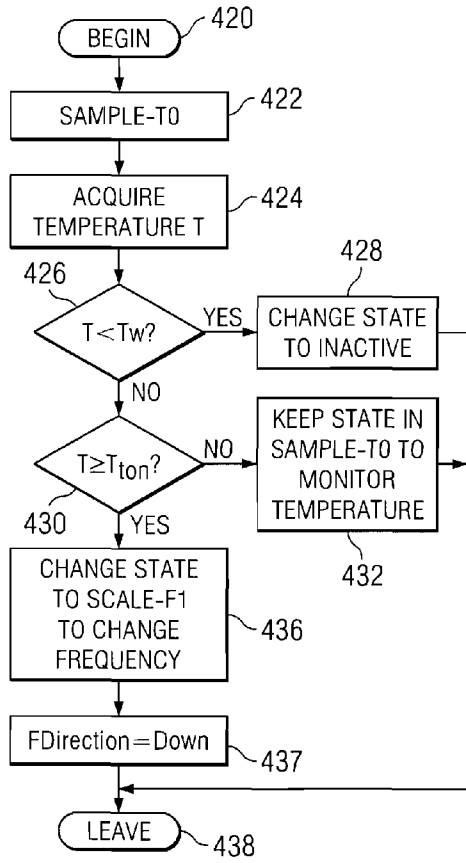 BEGIN
420
SAMPLE-T0
422
ACQUIRE
TEMPERATURE T
424
426
T<Tw?
YES
428
CHANGE STATE
TO INACTIVE
NO
T≥Tton?
430
NO
KEEP STATE IN
SAMPLE-T0 TO
MONITOR
TEMPERATURE
432
YES
CHANGE STATE
TO SCALE-F1
TO CHANGE
FREQUENCY
436
FDirection=Down
437
LEAVE
438